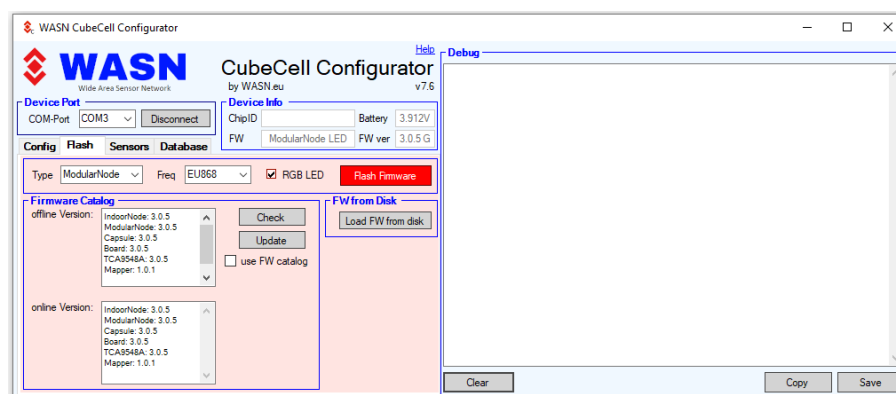 WASN CubeCell Configurator
WASN
Wide Area Sensor Network
Help
CubeCell Configurator
by WASN.eu v7.6
Device Port
COM-Port COM3 Disconnect
Device Info
ChipID Battery 3.912V
FW ModularNode LED FW ver 3.0.5 G
Config Flash Sensors Database
Type ModularNode Freq EU868 RGB LED Flash Firmware
Firmware Catalog
offline Version:
IndoorNode: 3.0.5
ModularNode: 3.0.5
Capsule: 3.0.5
Board: 3.0.5
TCA9548A: 3.0.5
Mapper: 1.0.1
Check
Update
use FW catalog
FW from Disk
Load FW from disk
online Version:
IndoorNode: 3.0.5
ModularNode: 3.0.5
Capsule: 3.0.5
Board: 3.0.5
TCA9548A: 3.0.5
Mapper: 1.0.1
Debug
Clear Copy Save